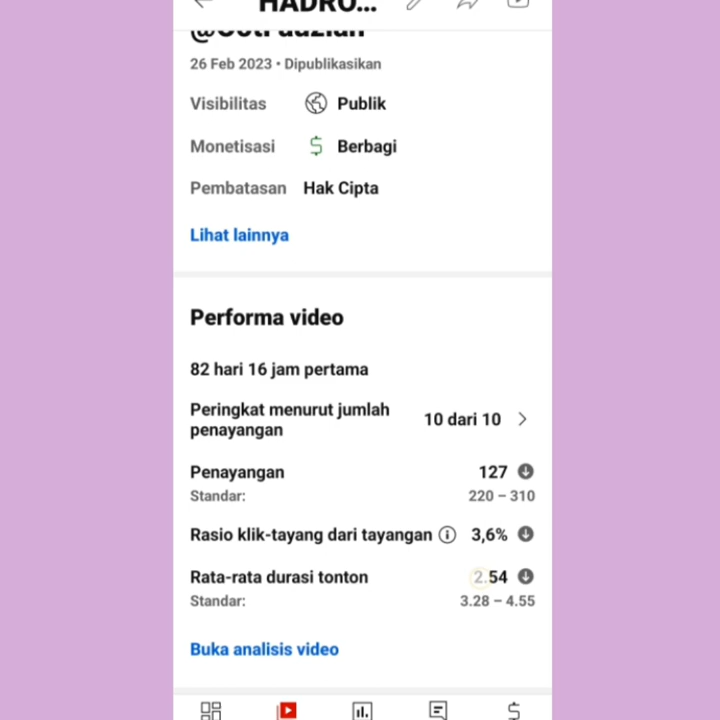 HADRO...
26 Feb 2023 • Dipublikasikan
Visibilitas Publik
Monetisasi Berbagi
Pembatasan Hak Cipta
Lihat lainnya
Performa video
82 hari 16 jam pertama
Peringkat menurut jumlah
penayangan 10 dari 10
Penayangan 127
Standar: 220 – 310
Rasio klik-tayang dari tayangan 3,6%
Rata-rata durasi tonton 2.54
Standar: 3.28 – 4.55
Buka analisis video